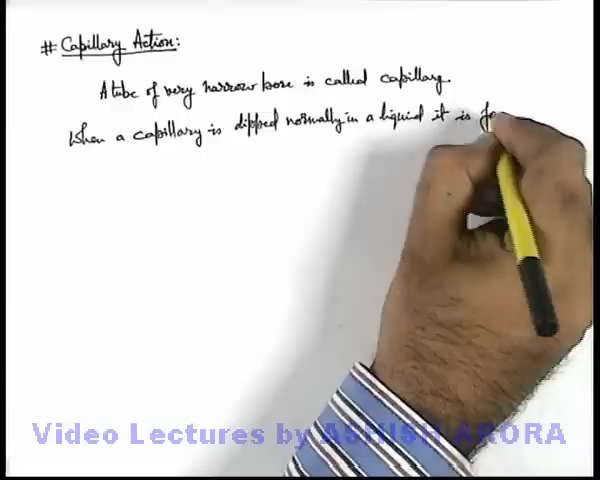 # Capillary Action:
A tube of very narrow bore is called capillary.
When a capillary is dipped normally in a liquid it is fo
Video Lectures by ASHISH ARORA